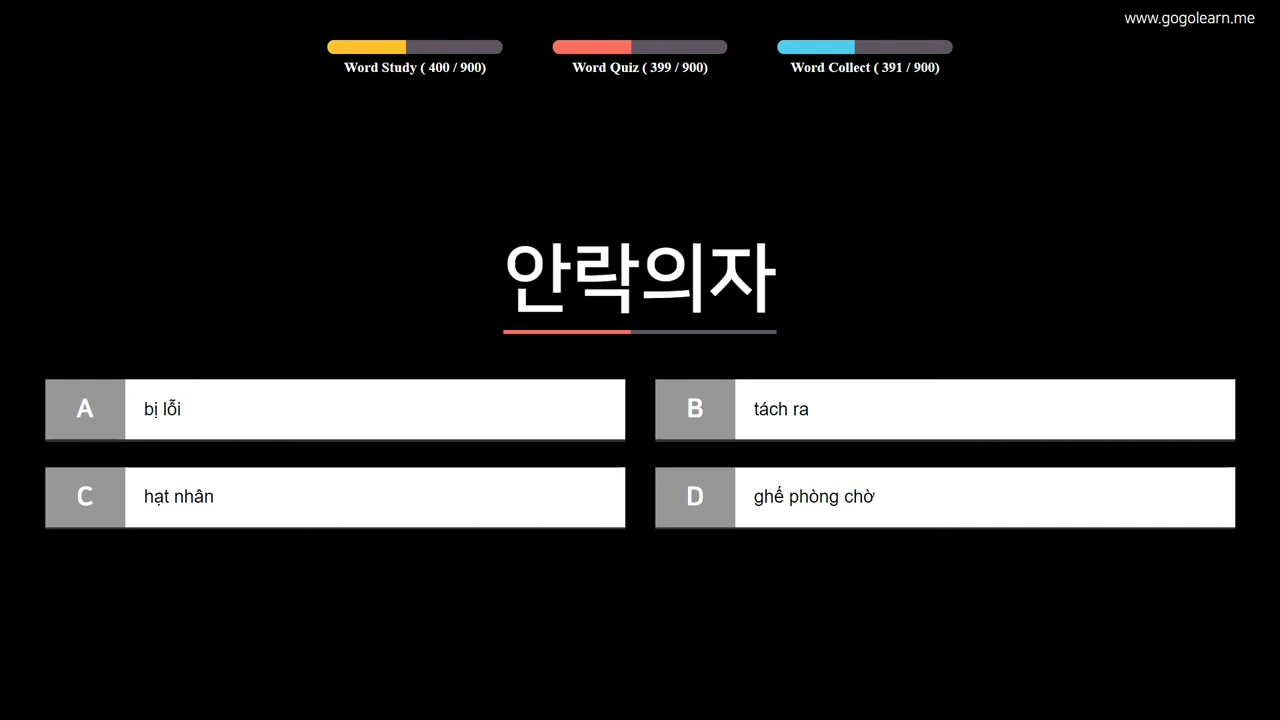 www.gogolearn.me
Word Study ( 400 / 900)
Word Quiz ( 399 / 900)
Word Collect ( 391 / 900)
안락의자
A bị lỗi
B tách ra
C hạt nhân
D ghế phòng chờ